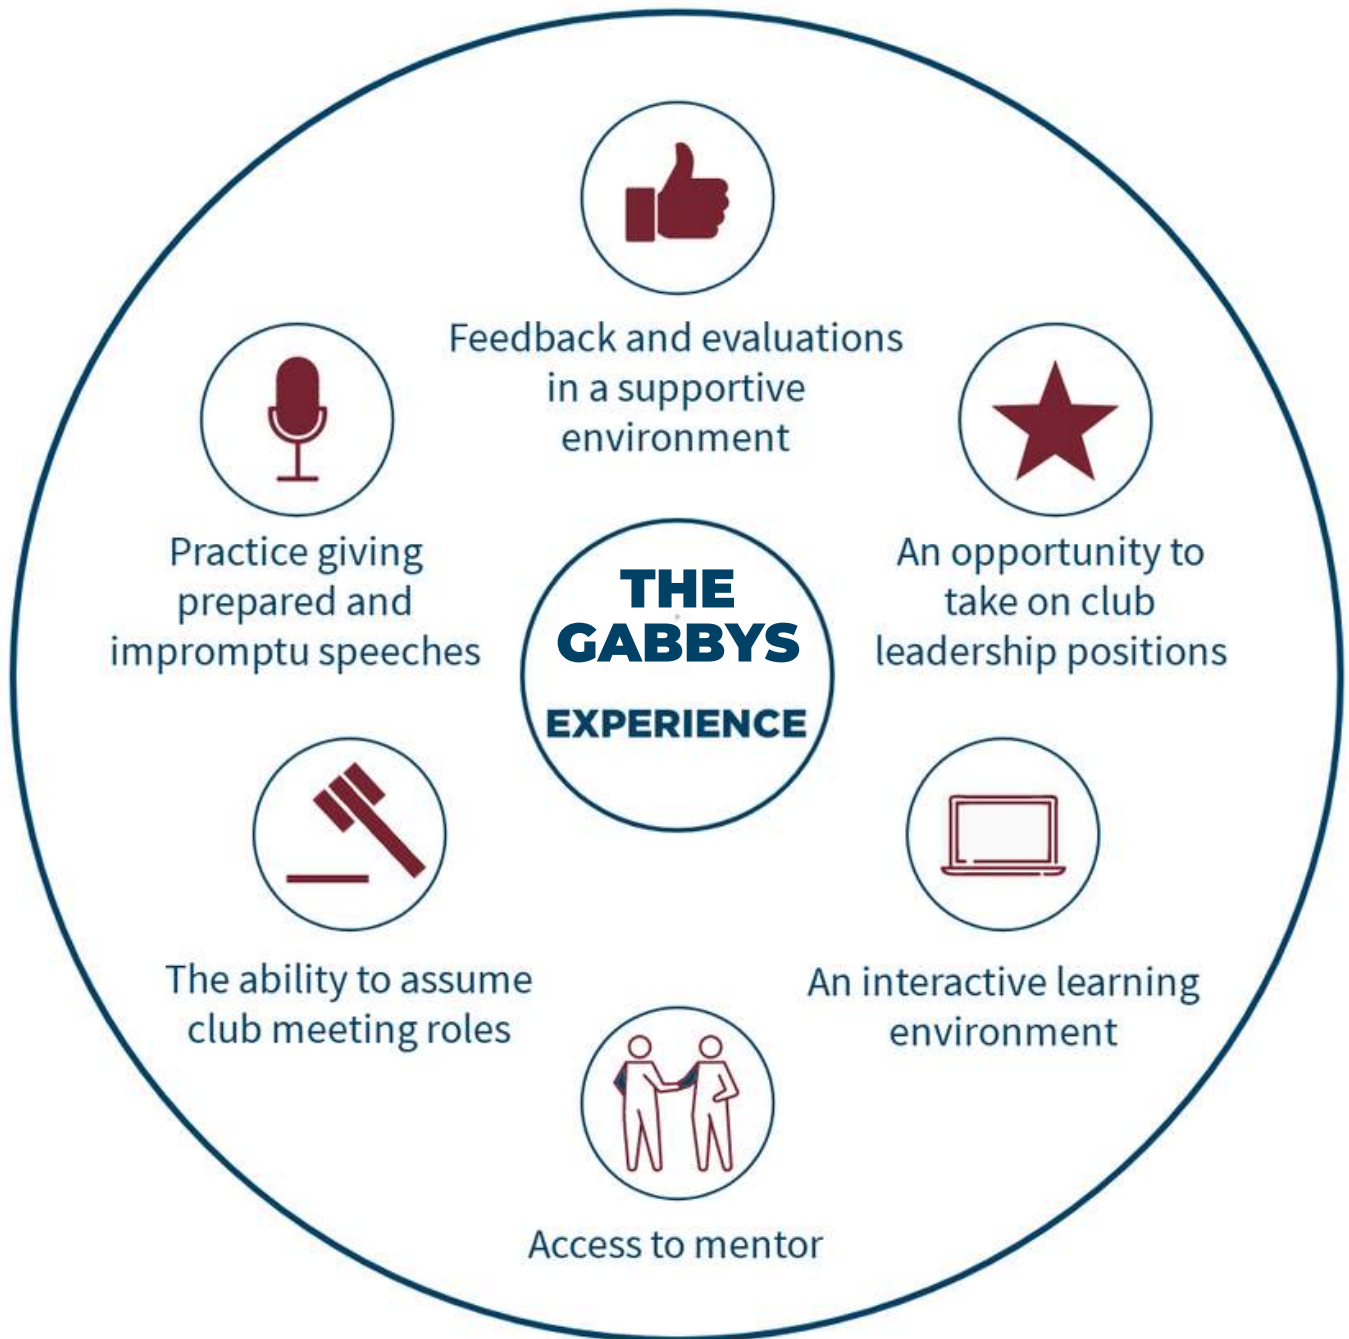 Feedback and evaluations
in a supportive
environment
Practice giving
prepared and
impromptu speeches
THE
GABBYS
EXPERIENCE
An opportunity to
take on club
leadership positions
The ability to assume
club meeting roles
An interactive learning
environment
Access to mentor